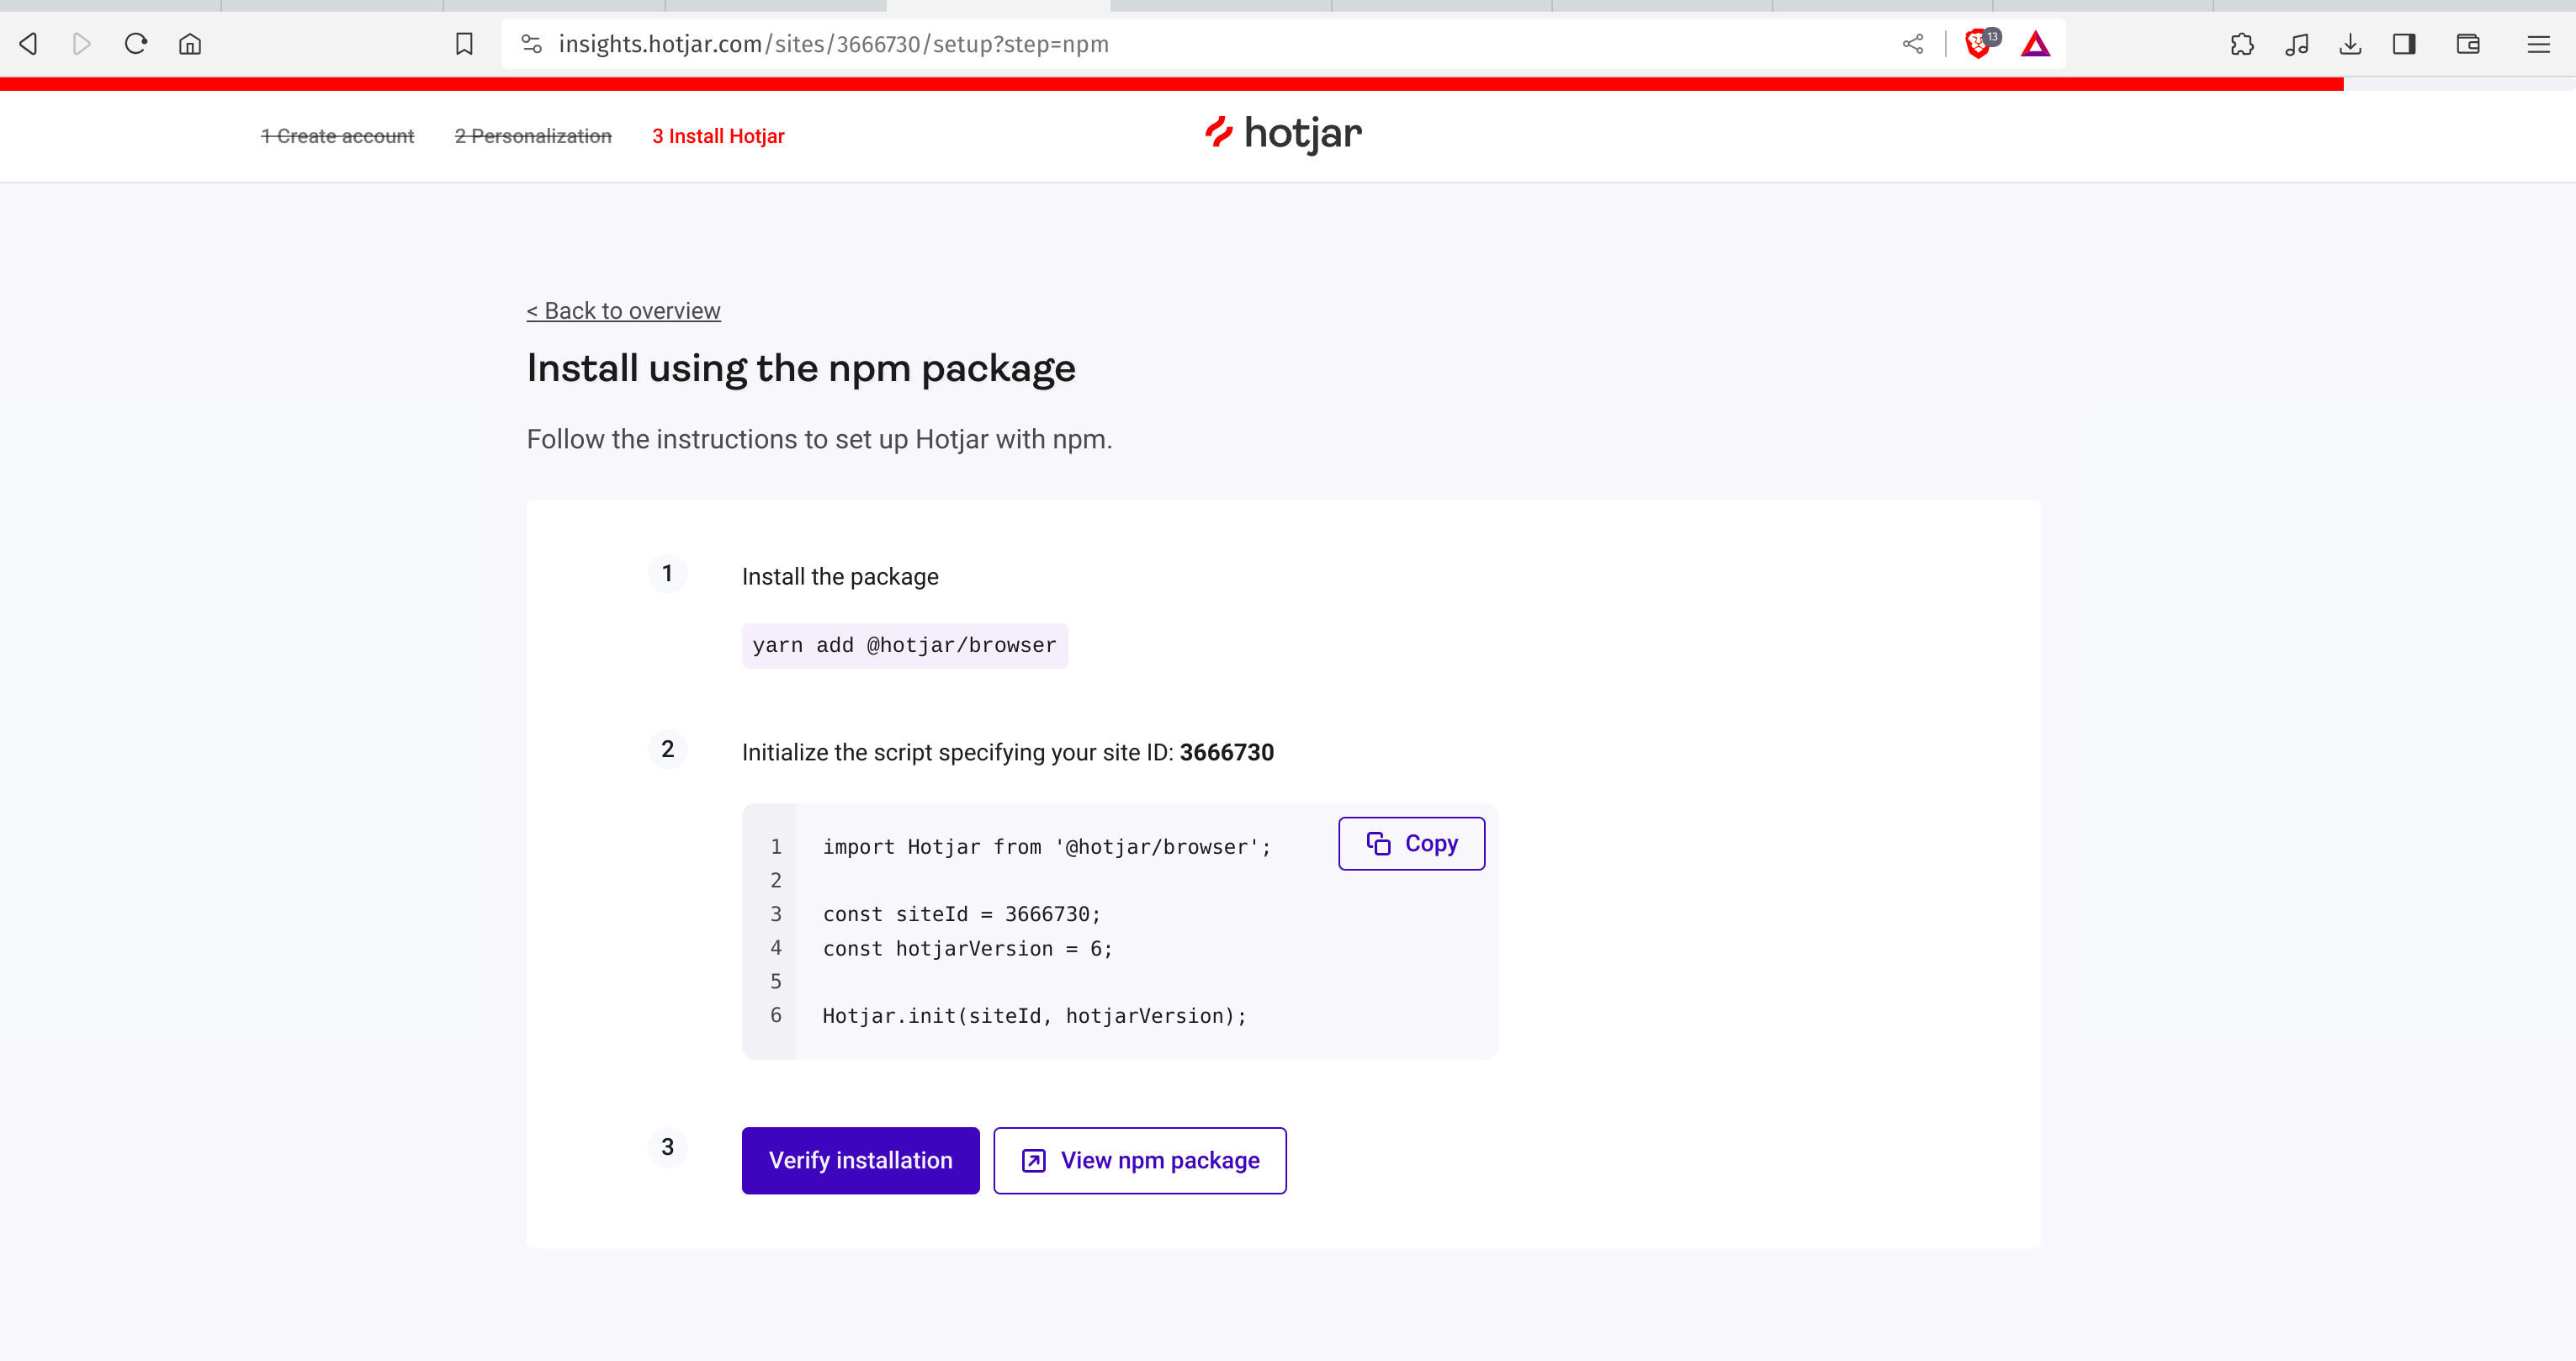 insights.hotjar.com/sites/3666730/setup?step=npm
13
1 Create account
2 Personalization
3 Install Hotjar
hotjar
< Back to overview
Install using the npm package
Follow the instructions to set up Hotjar with npm.
1
Install the package
yarn add @hotjar/browser
2
Initialize the script specifying your site ID: 3666730
Copy
1 import Hotjar from '@hotjar/browser';
2
3 const siteId = 3666730;
4 const hotjarVersion = 6;
5
6 Hotjar.init(siteId, hotjarVersion);
3
Verify installation
View npm package